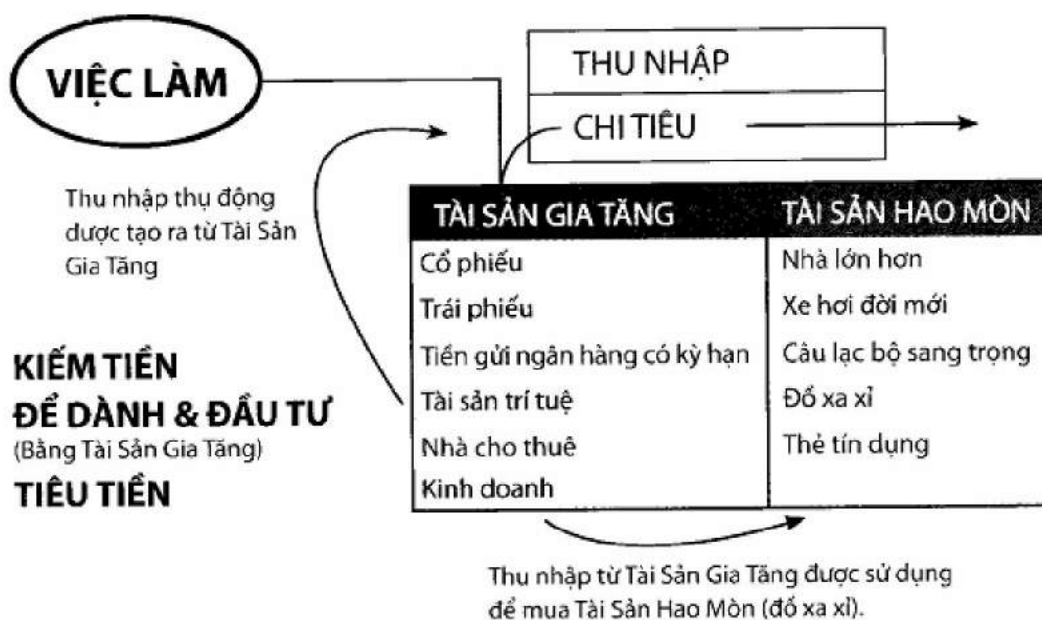 VIỆC LÀM
THU NHẬP
CHI TIÊU
Thu nhập thụ động
được tạo ra từ Tài Sản
Gia Tăng
TÀI SẢN GIA TĂNG
TÀI SẢN HAO MÒN
Cổ phiếu
Nhà lớn hơn
Trái phiếu
Xe hơi đời mới
Tiền gửi ngân hàng có kỳ hạn
Câu lạc bộ sang trọng
Tài sản trí tuệ
Đồ xa xỉ
Nhà cho thuê
Thẻ tín dụng
Kinh doanh
KIẾM TIỀN
ĐỂ DÀNH & ĐẦU TƯ
(Bằng Tài Sản Gia Tăng)
TIÊU TIỀN
Thu nhập từ Tài Sản Gia Tăng được sử dụng
để mua Tài Sản Hao Mòn (đồ xa xỉ).